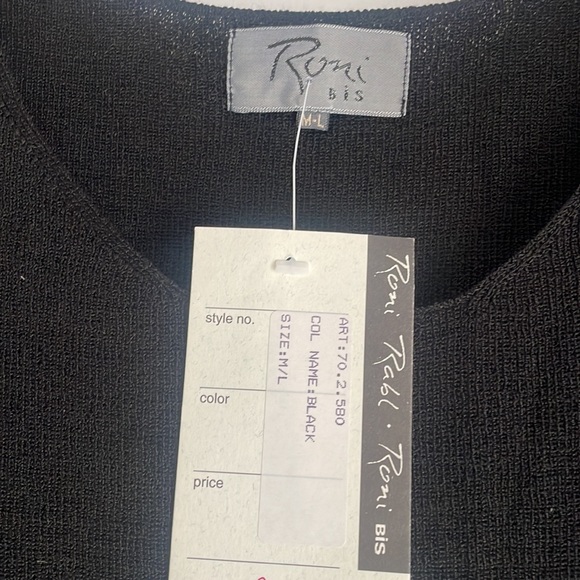 Roni
BiS
M-L
style no.
color
price
ART:70.2.580
COL NAME:BLACK
SIZE:M/L
Roni Rabl · Roni BiS